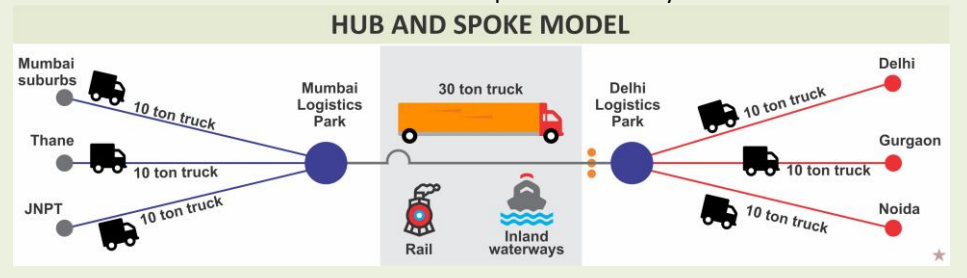 HUB AND SPOKE MODEL
Mumbai
suburbs
10 ton truck
Thane
10 ton truck
JNPT
10 ton truck
Mumbai
Logistics
Park
30 ton truck
Rail
Inland
waterways
Delhi
Logistics
Park
Delhi
10 ton truck
Gurgaon
10 ton truck
Noida
10 ton truck